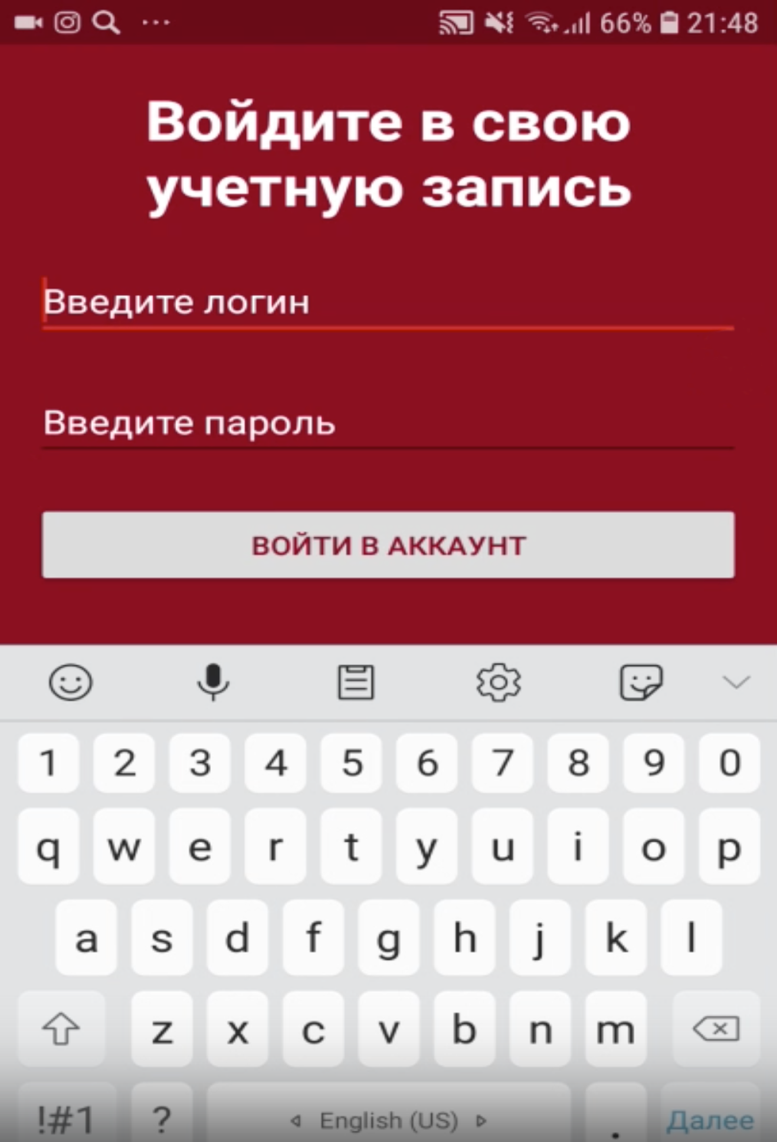 66% 21:48
Войдите в свою
учетную запись
Введите логин
Введите пароль
ВОЙТИ В АККАУНТ
1 2 3 4 5 6 7 8 9 0
q w e r t y u i o p
a s d f g h j k l
z x c v b n m
!#1 ? English (US) . Далее